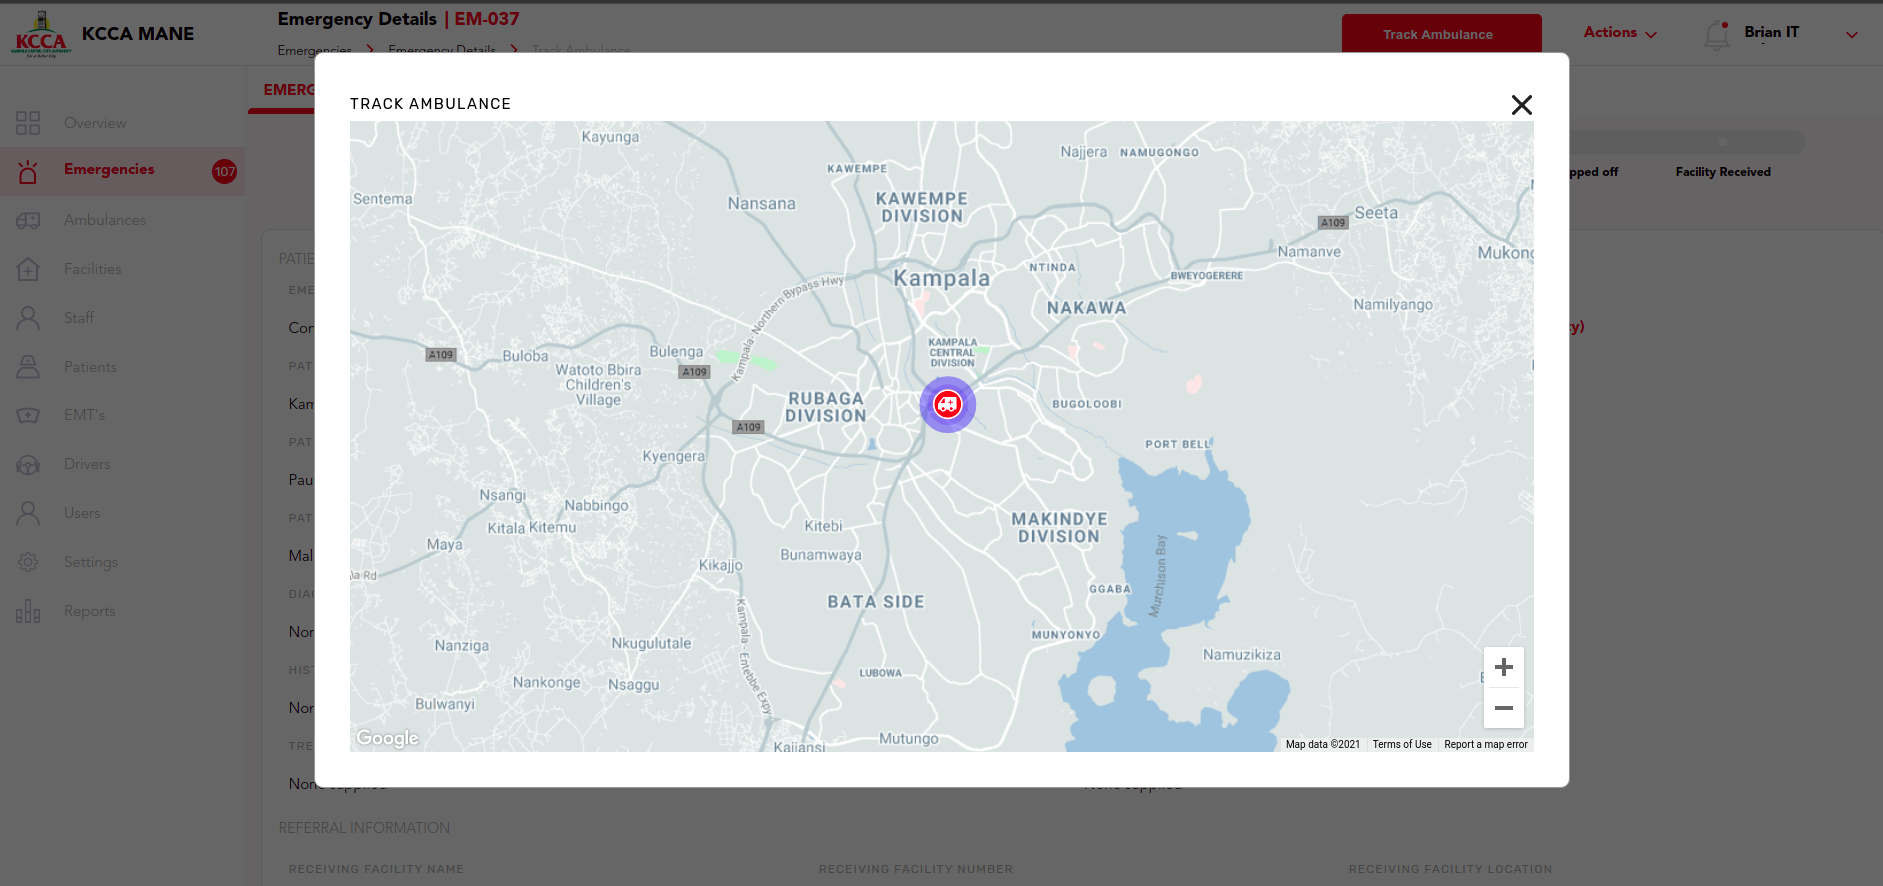 KCCA
KCCA MANE
Emergency Details | EM-037
Emergencies > Emergency Details > Track Ambulance
Track Ambulance
Actions
Brian IT
EMERG
Overview
Emergencies
107
Ambulances
Facilities
Staff
Patients
EMT's
Drivers
Users
Settings
Reports
pped off
Facility Received
TRACK AMBULANCE
Kayunga
Najjera
NAMUGONGO
KAWEMPE
Sentema
Nansana
KAWEMPE
DIVISION
A109
Seeta
Namanve
Mukono
Kampala
NTINDA
BWEYOGERERE
Kampala - Northern Bypass Hwy
NAKAWA
Namilyango
A109
Buloba
Bulenga
A109
KAMPALA
CENTRAL
DIVISION
Watoto Bbira
Children's
Village
RUBAGA
DIVISION
BUGOLOOBI
A109
Kyengera
PORT BELL
Nsangi
Nabbingo
Kitala Kitemu
Kitebi
MAKINDYE
DIVISION
Maya
Bunamwaya
Kikajjo
Murchison Bay
GGABA
BATA SIDE
Kampala - Entebbe Expy
MUNYONYO
Nanziga
Nkugulutale
Namuzikiza
LUBOWA
Nankonge
Nsaggu
Bulwanyi
Mutungo
Kajjansi
Google
Map data ©2021
Terms of Use
Report a map error
PATIE
EME
Cor
PAT
Kam
PAT
Pau
PAT
Mal
DIAG
Nor
HIST
Nor
TRE
None supplied
None supplied
REFERRAL INFORMATION
RECEIVING FACILITY NAME
RECEIVING FACILITY NUMBER
RECEIVING FACILITY LOCATION